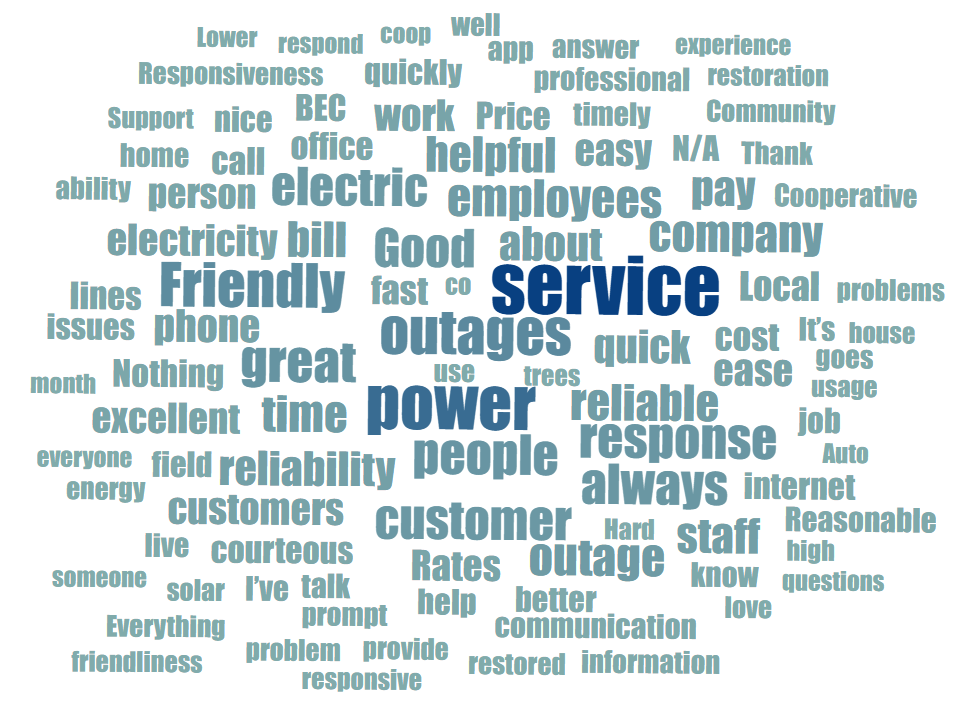 Lower respond coop well
app answer experience
Responsiveness quickly professional restoration
Support nice BEC work Price timely Community
home call office helpful easy N/A Thank
ability person electric employees pay Cooperative
electricity bill Good about company
lines Friendly fast co service Local problems
issues phone outages quick cost It's house
Nothing great use trees ease goes
month power usage
excellent time reliable job
everyone field reliability people response Auto
energy always internet
customers customer Hard staff Reasonable
live courteous Rates outage high
someone solar I've talk know questions
prompt help better love
Everything communication
friendliness problem provide restored information
responsive